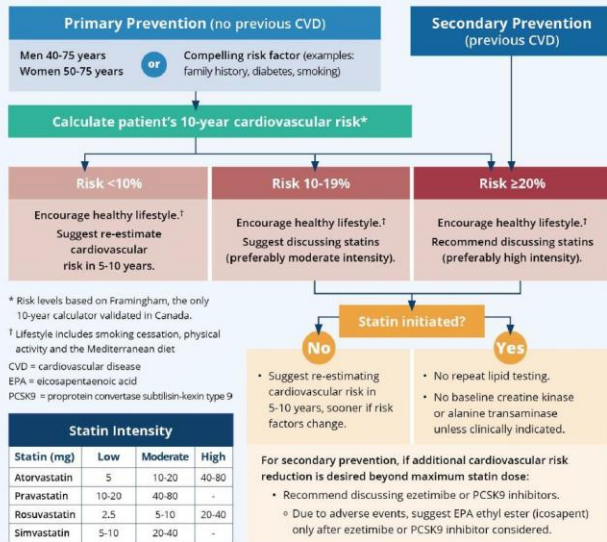 Primary Prevention (no previous CVD)
Men 40-75 years
Women 50-75 years
or
Compelling risk factor (examples:
family history, diabetes, smoking)
Secondary Prevention
(previous CVD)
Calculate patient's 10-year cardiovascular risk*
Risk <10%
Encourage healthy lifestyle.†
Suggest re-estimate
cardiovascular
risk in 5-10 years.
Risk 10-19%
Encourage healthy lifestyle.†
Suggest discussing statins
(preferably moderate intensity).
Risk ≥20%
Encourage healthy lifestyle.†
Recommend discussing statins
(preferably high intensity).
* Risk levels based on Framingham, the only
10-year calculator validated in Canada.
† Lifestyle includes smoking cessation, physical
activity and the Mediterranean diet
CVD = cardiovascular disease
EPA = eicosapentaenoic acid
PCSK9 = proprotein convertase subtilisin-kexin type 9
Statin initiated?
No
• Suggest re-estimating
cardiovascular risk in
5-10 years, sooner if risk
factors change.
Yes
• No repeat lipid testing.
• No baseline creatine kinase
or alanine transaminase
unless clinically indicated.
For secondary prevention, if additional cardiovascular risk
reduction is desired beyond maximum statin dose:
• Recommend discussing ezetimibe or PCSK9 inhibitors.
○ Due to adverse events, suggest EPA ethyl ester (icosapent)
only after ezetimibe or PCSK9 inhibitor considered.
Statin Intensity
Statin (mg) Low Moderate High
Atorvastatin 5 10-20 40-80
Pravastatin 10-20 40-80 -
Rosuvastatin 2.5 5-10 20-40
Simvastatin 5-10 20-40 -